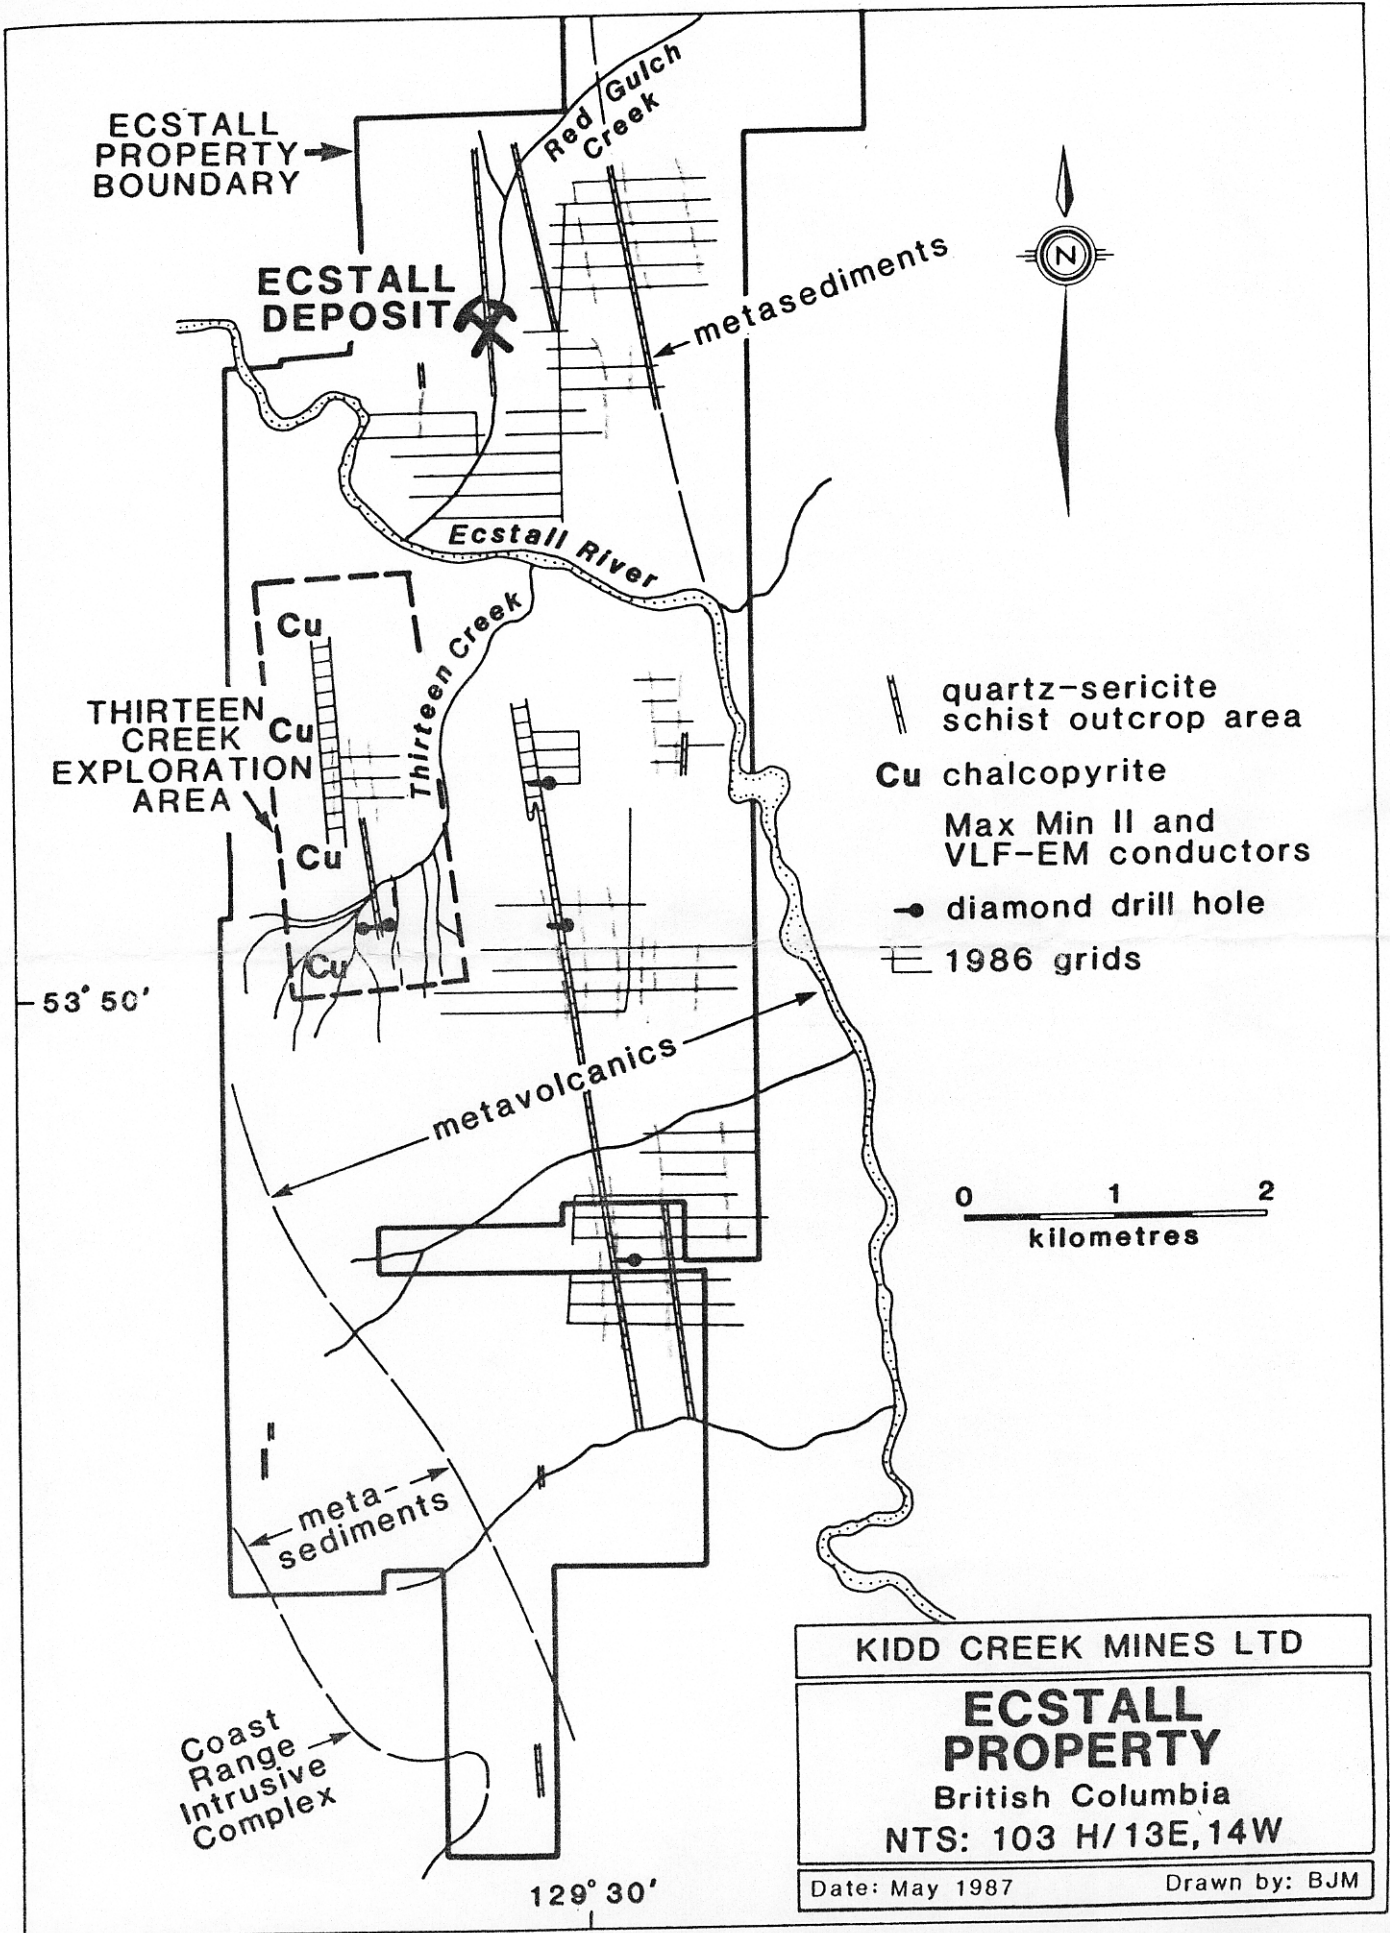 Red Gulch
Creek
ECSTALL
PROPERTY
BOUNDARY
ECSTALL
DEPOSIT
metasediments
N
Ecstall River
Cu
Thirteen Creek
THIRTEEN
CREEK
EXPLORATION
AREA
Cu
Cu
Cu
quartz-sericite
schist outcrop area
Cu chalcopyrite
Max Min II and
VLF-EM conductors
diamond drill hole
1986 grids
53° 50'
metavolcanics
0 1 2
kilometres
meta-
sediments
Coast
Range
Intrusive
Complex
129° 30'
KIDD CREEK MINES LTD
ECSTALL
PROPERTY
British Columbia
NTS: 103 H/13E,14W
Date: May 1987 Drawn by: BJM